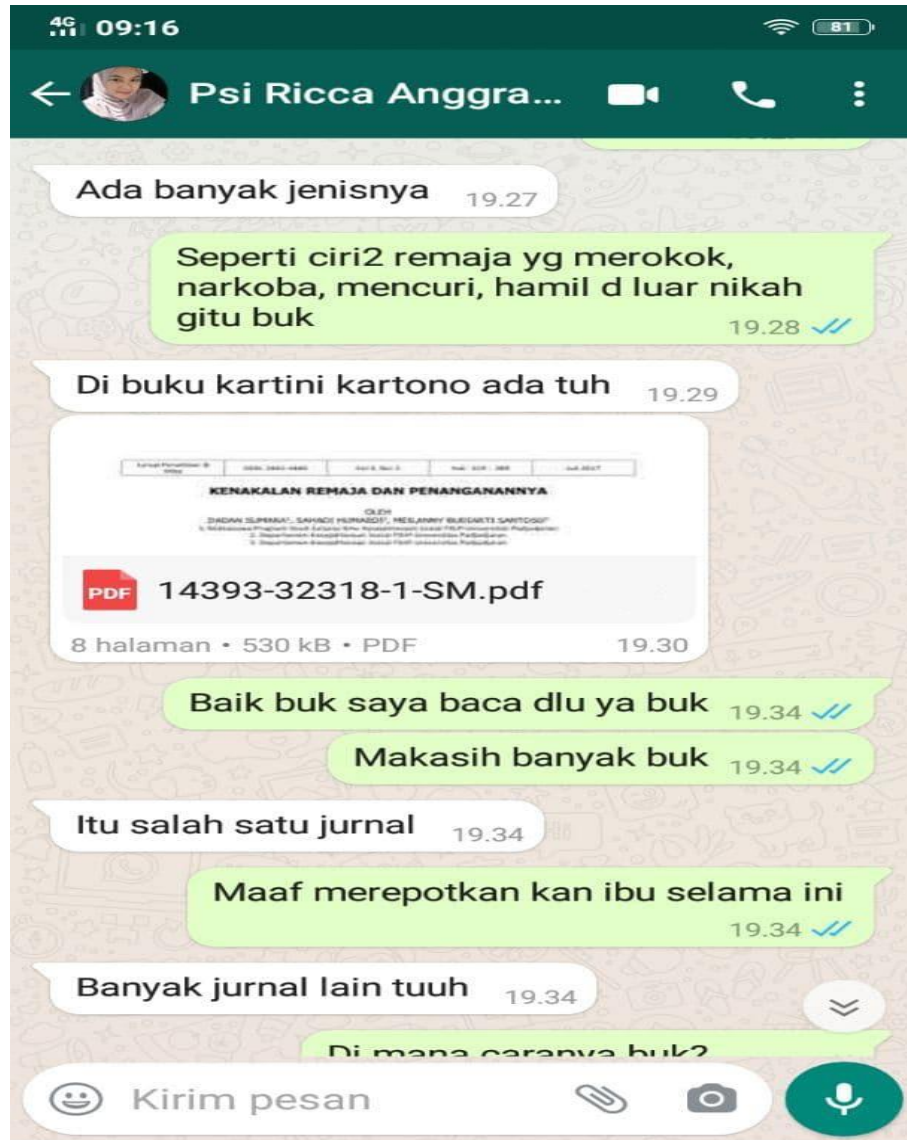 4G 09:16
81
Psi Ricca Anggra...
Ada banyak jenisnya 19.27
Seperti ciri2 remaja yg merokok,
narkoba, mencuri, hamil d luar nikah
gitu buk 19.28
Di buku kartini kartono ada tuh 19.29
KENAKALAN REMAJA DAN PENANGANANNYA
OLEH
PDF 14393-32318-1-SM.pdf
8 halaman • 530 kB • PDF 19.30
Baik buk saya baca dlu ya buk 19.34
Makasih banyak buk 19.34
Itu salah satu jurnal 19.34
Maaf merepotkan kan ibu selama ini
19.34
Banyak jurnal lain tuuh 19.34
Di mana caranya buk?
Kirim pesan